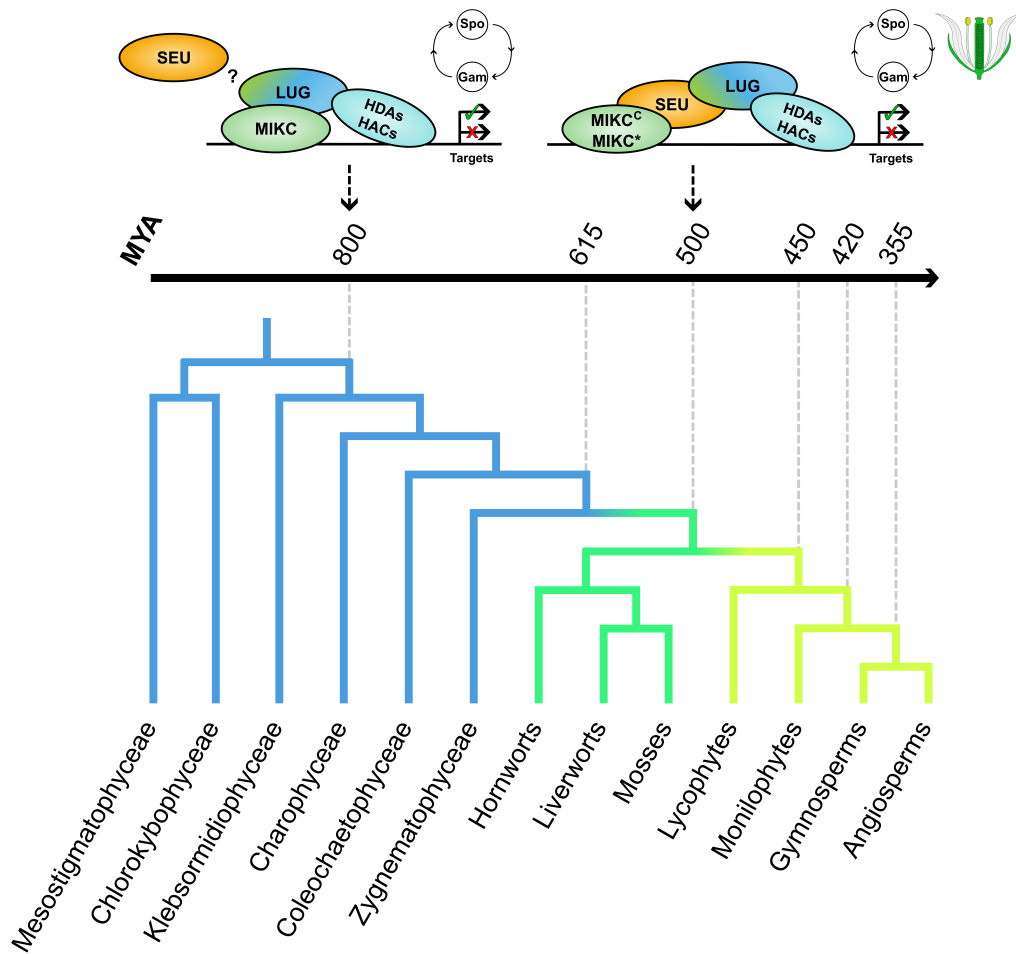 SEU
?
LUG
MIKC
HDAs
HACs
Spo
Gam
Targets
SEU
LUG
MIKCᶜ
MIKC*
HDAs
HACs
Spo
Gam
Targets
MYA
800
615
500
450
420
355
Mesostigmatophyceae
Chlorokybophyceae
Klebsormidiophyceae
Charophyceae
Coleochaetophyceae
Zygnematophyceae
Hornworts
Liverworts
Mosses
Lycophytes
Monilophytes
Gymnosperms
Angiosperms